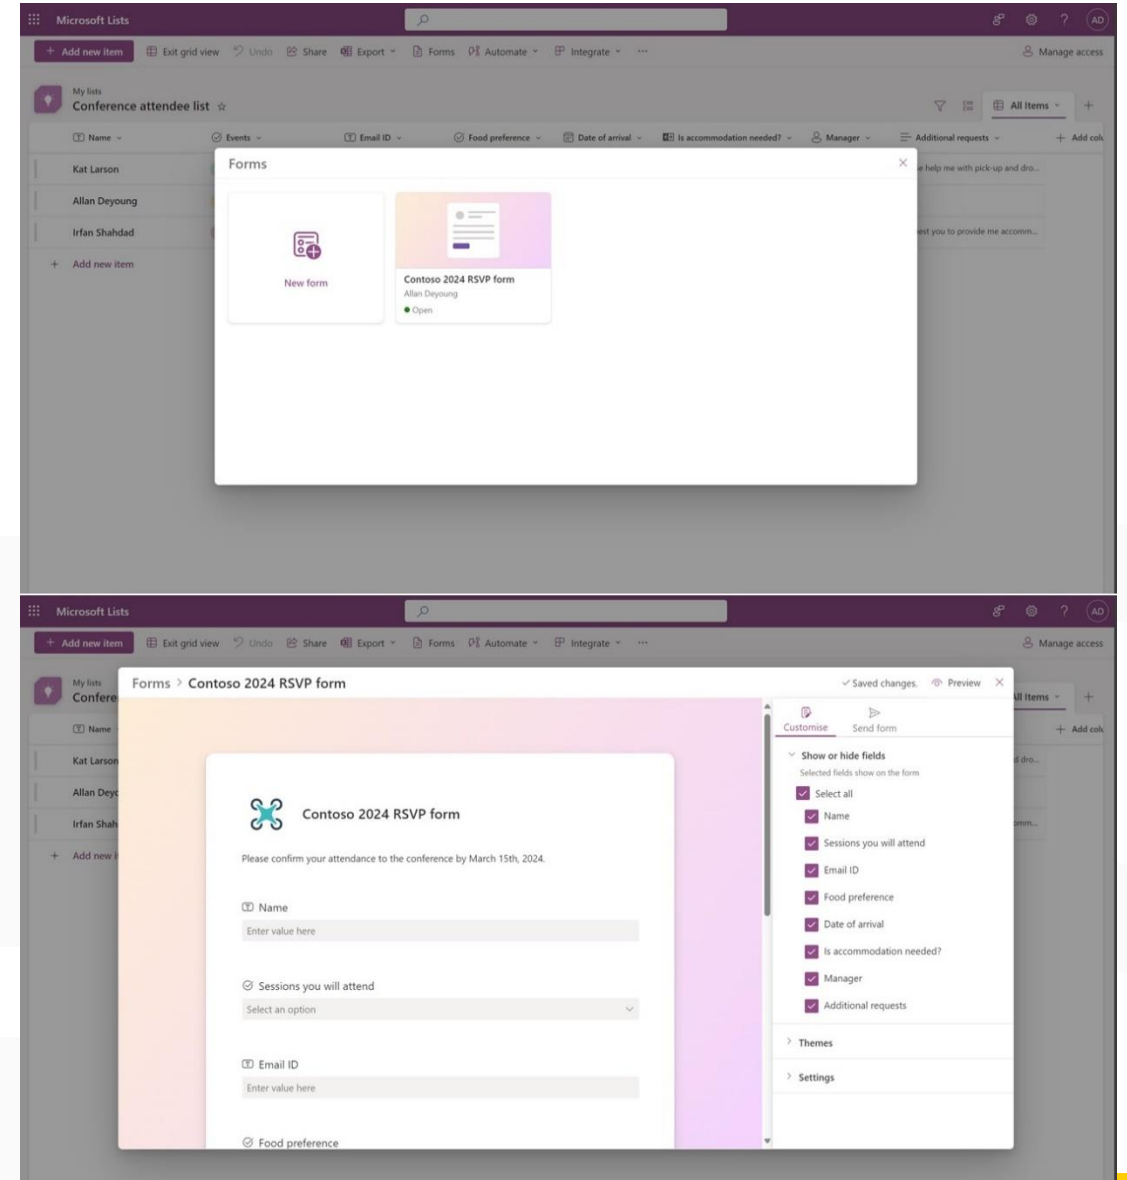 Microsoft Lists
AD
Add new item Exit grid view Undo Share Export Forms Automate Integrate ... Manage access
My lists
Conference attendee list All Items
Name Events Email ID Food preference Date of arrival Is accommodation needed? Manager Additional requests Add colu
Forms
Kat Larson e help me with pick-up and dro...
Allan Deyoung
Irfan Shahdad est you to provide me accomm...
Add new item
New form
Contoso 2024 RSVP form
Allan Deyoung
Open
Microsoft Lists
AD
Add new item Exit grid view Undo Share Export Forms Automate Integrate ... Manage access
My lists
Confere All Items
Name Add colu
Kat Larson d dro...
Allan Deyo
Irfan Shah omm...
Add new i
Forms > Contoso 2024 RSVP form
Saved changes. Preview
Contoso 2024 RSVP form
Please confirm your attendance to the conference by March 15th, 2024.
Name
Enter value here
Sessions you will attend
Select an option
Email ID
Enter value here
Food preference
Customise Send form
Show or hide fields
Selected fields show on the form
Select all
Name
Sessions you will attend
Email ID
Food preference
Date of arrival
Is accommodation needed?
Manager
Additional requests
Themes
Settings